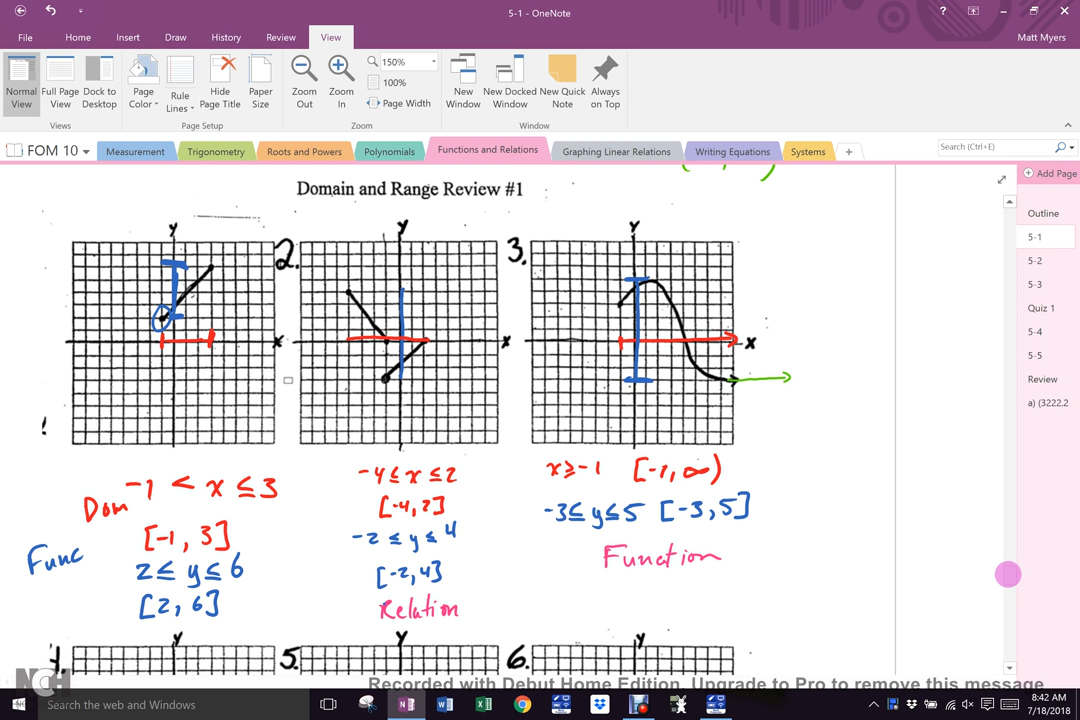 5-1 - OneNote
Matt Myers
File Home Insert Draw History Review View
Normal View
Full Page View
Dock to Desktop
Page Color
Rule Lines
Hide Page Title
Paper Size
Zoom Out
Zoom In
150%
100%
Page Width
New Window
New Docked Window
New Quick Note
Always on Top
Views Page Setup Zoom Window
FOM 10 Measurement Trigonometry Roots and Powers Polynomials Functions and Relations Graphing Linear Relations Writing Equations Systems + Search (Ctrl+E)
Add Page
Outline
5-1
5-2
5-3
Quiz 1
5-4
5-5
Review
a) (3222.2
Domain and Range Review #1
y
x
2.
y
x
3.
y
x
Dom -1 < x ≤ 3
[-1, 3]
Func 2 ≤ y ≤ 6
[2, 6]
-4 ≤ x ≤ 2
[-4, 2]
-2 ≤ y ≤ 4
[-2, 4]
Relation
x ≥ -1 [-1, ∞)
-3 ≤ y ≤ 5 [-3, 5]
Function
4. y
5. y
6. y
NCH
Recorded with Debut Home Edition. Upgrade to Pro to remove this message
Search the web and Windows
8:42 AM
7/18/2018